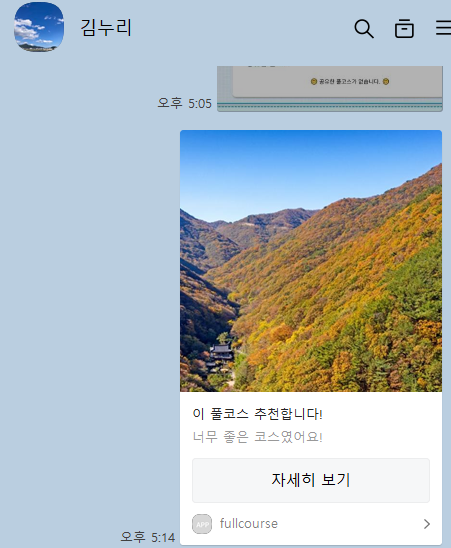 김누리
공유한 풀코스가 없습니다.
오후 5:05
이 풀코스 추천합니다!
너무 좋은 코스였어요!
자세히 보기
APP fullcourse
오후 5:14